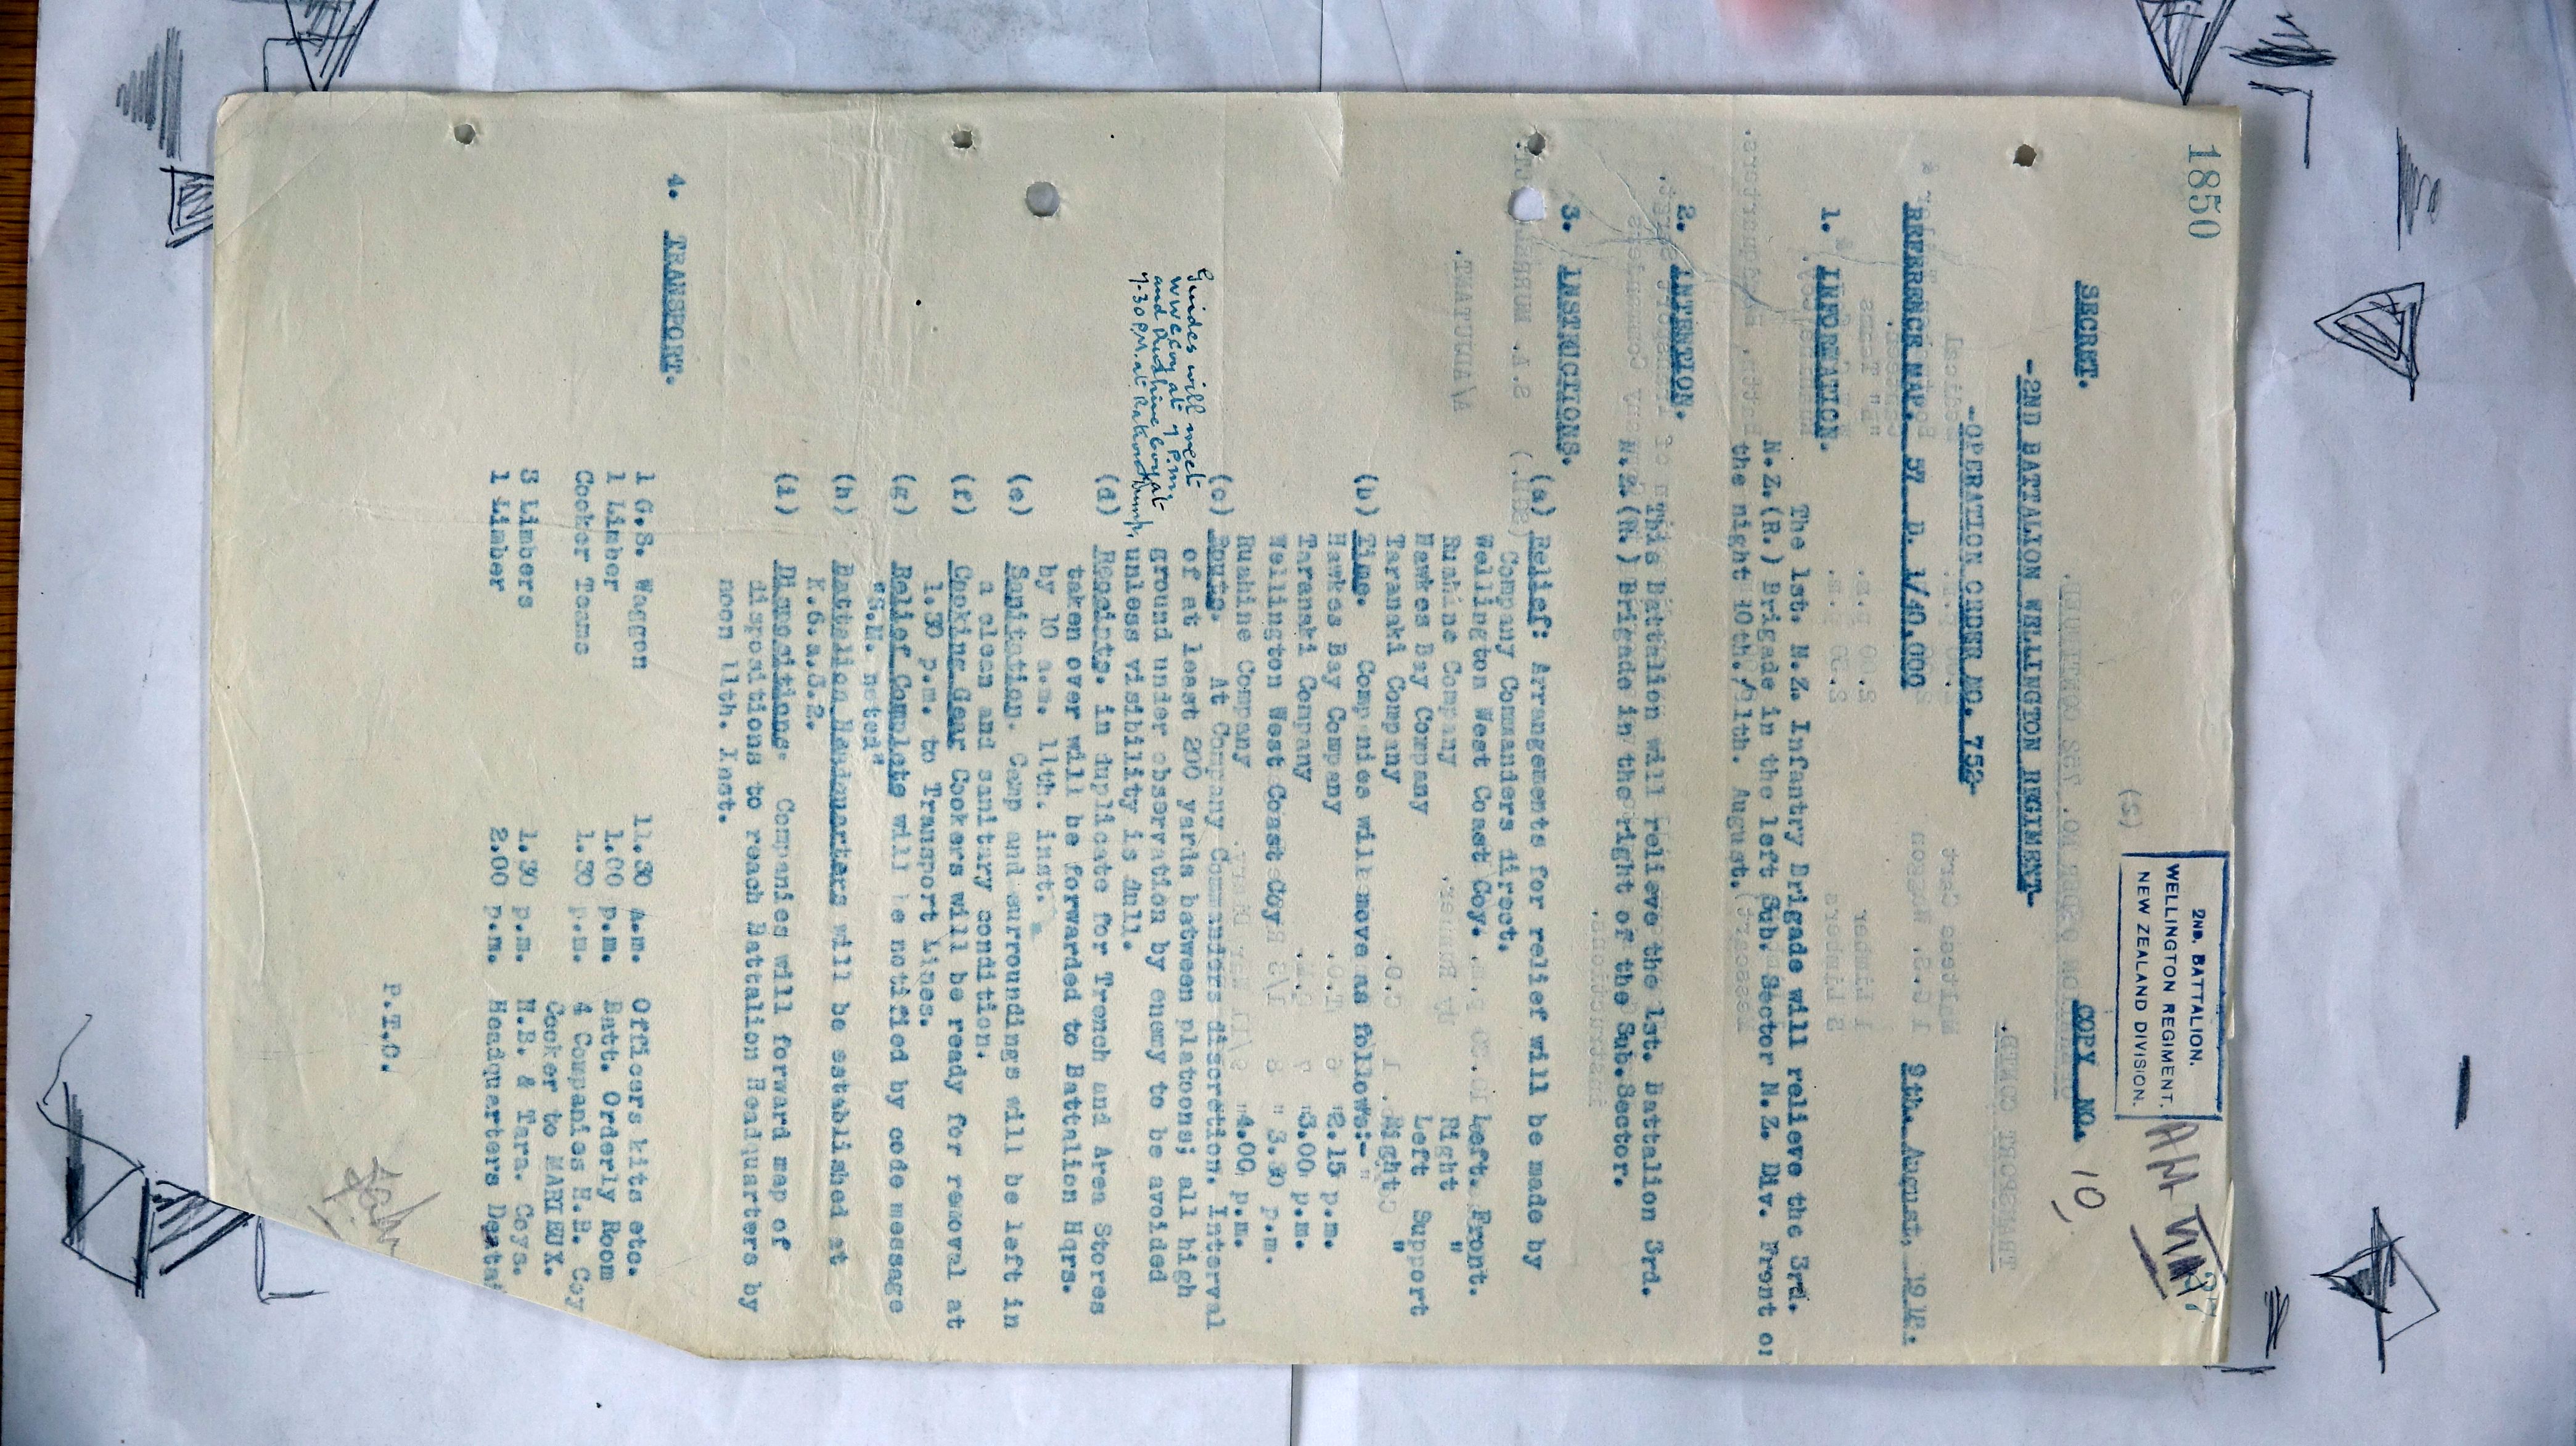 1850
2ND. BATTALION.
WELLINGTON REGIMENT,
NEW ZEALAND DIVISION.
SECRET.
COPY NO. 10
-2ND BATTALION WELLINGTON REGIMENT-
-OPERATION ORDER NO. 752-
REFERENCE MAP. 57. D. 1/40,000
9th. August, 1918.
1. INFORMATION.
The 1st. N.Z. Infantry Brigade will relieve the 3rd.
N.Z.(R.) Brigade in the left Sub. Sector N.Z. Div. Front on
the night 10th./11th. August.
2. INTENTION.
This Battalion will relieve the 1st. Battalion 3rd.
N.Z.(R.) Brigade in the right of the Sub.Sector.
3. INSTRUCTIONS.
(a) Relief: Arrangements for relief will be made by
Company Commanders direct.
Wellington West Coast Coy. Left. Front.
Ruahine Company Right "
Hawkes Bay Company Left Support
Taranaki Company Right "
(b) Time. Companies will move as follows:-
Hawkes Bay Company 2.15 p.m.
Taranaki Company 3.00 p.m.
Wellington West Coast Coy 3.30 p.m.
Ruahine Company 4.00 p.m.
Guides will meet
WWC Coy at 7 P.m.
and Ruahine Coy at
7-30 P.M. at Dump.
(c) Route. At Company Commanders discretion. Interval
of at least 200 yards between platoons; all high
ground under observation by enemy to be avoided
unless visibility is dull.
(d) Receipts. in duplicate for Trench and Area Stores
taken over will be forwarded to Battalion Hqrs.
by 10 a.m. 11th. inst.
(e) Sanitation. Camp and surroundings will be left in
a clean and sanitary condition.
(f) Cooking Gear Cookers will be ready for removal at
1.30 p.m. to Transport Lines.
(g) Relief Complete will be notified by code message
"S.M. noted"
(h) Battalion Headquarters will be established at
K.6.a.3.2.
(i) Dispositions. Companies will forward map of
dispositions to reach Battalion Headquarters by
noon 11th. Inst.
4. TRANSPORT.
1 G.S. Waggon 11.30 a.m. Officers kits etc.
1 Limber 1.00 p.m. Batt. Orderly Room
Cooker Teams 1.30 p.m. 4 Companies H.B. Coy
Cooker to MARIEUX.
3 Limbers 1.30 p.m. H.B. & Tara. Coys.
1 Limber 2.00 p.m. Headquarters
P.T.O.